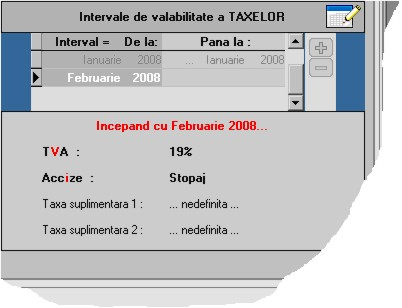 Intervale de valabilitate a TAXELOR
Interval = De la: Pana la :
Ianuarie 2008 ... Ianuarie 2008
Februarie 2008
Incepand cu Februarie 2008...
TVA : 19%
Accize : Stopaj
Taxa suplimentara 1 : ... nedefinita ...
Taxa suplimentara 2 : ... nedefinita ...